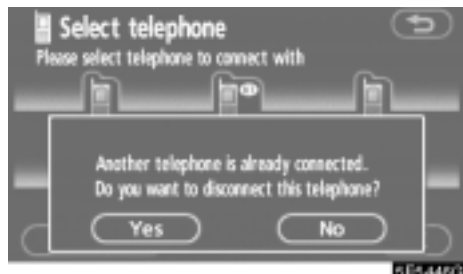 Select telephone
Please select telephone to connect with
Another telephone is already connected.
Do you want to disconnect this telephone?
Yes
No